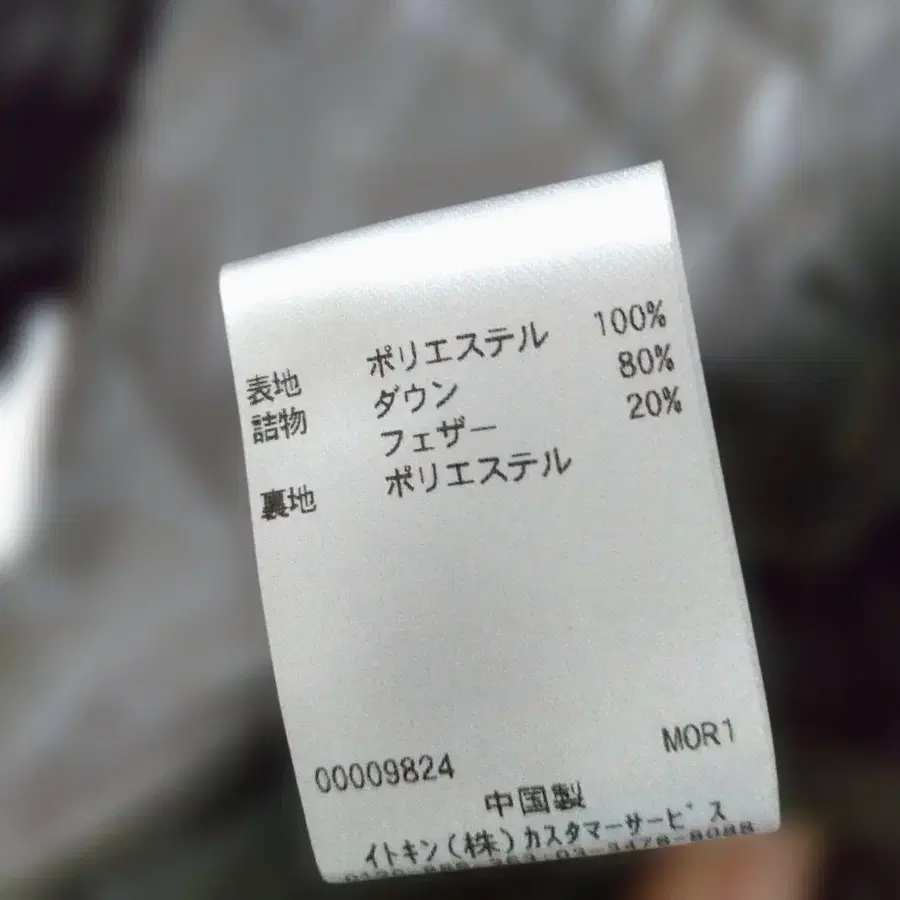 表地 ポリエステル 100%
詰物 ダウン 80%
フェザー 20%
裏地 ポリエステル
00009824 MOR1
中国製
イトキン(株)カスタマーサービス